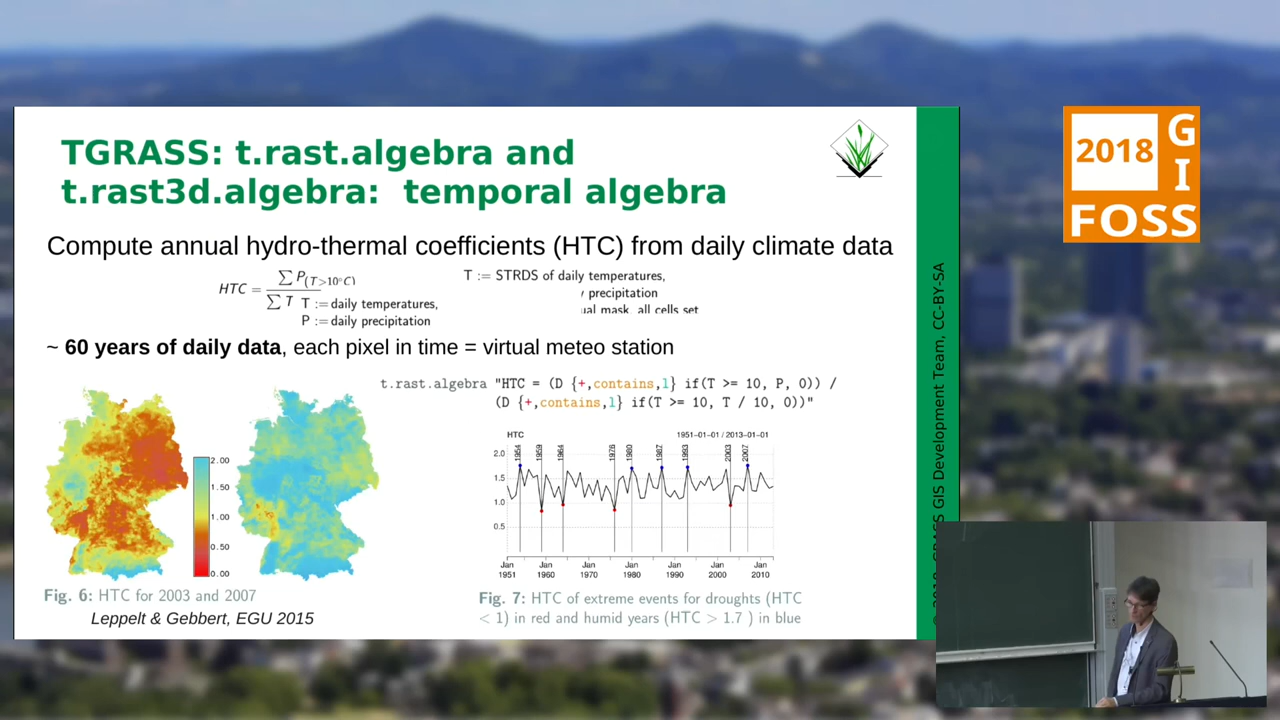 TGRASS: t.rast.algebra and
t.rast3d.algebra: temporal algebra
Compute annual hydro-thermal coefficients (HTC) from daily climate data
HTC = ∑ P(T>10°C) / ∑ T
T := daily temperatures,
P := daily precipitation
T := STRDS of daily temperatures,
precipitation
mask, all cells set
~ 60 years of daily data, each pixel in time = virtual meteo station
t.rast.algebra "HTC = (D {+,contains,l} if(T >= 10, P, 0)) /
(D {+,contains,l} if(T >= 10, T / 10, 0))"
2.00
1.50
1.00
0.50
0.00
Fig. 6: HTC for 2003 and 2007
Leppelt & Gebbert, EGU 2015
HTC
1951-01-01 / 2013-01-01
1954 1959 1964 1976 1980 1987 1993 2003 2007
2.0
1.5
1.0
0.5
Jan Jan Jan Jan Jan Jan Jan
1951 1960 1970 1980 1990 2000 2010
Fig. 7: HTC of extreme events for droughts (HTC
< 1) in red and humid years (HTC > 1.7 ) in blue
GRASS GIS Development Team, CC-BY-SA
2018
G
I
FOSS